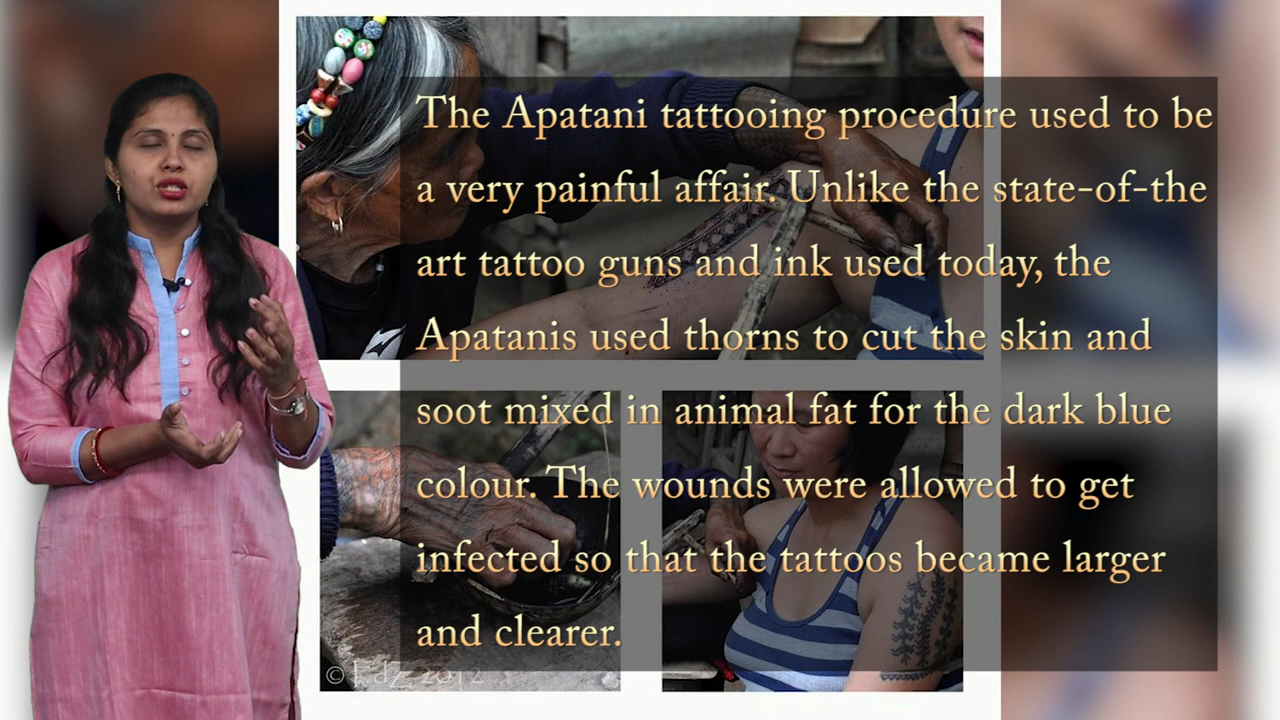 The Apatani tattooing procedure used to be
a very painful affair. Unlike the state-of-the
art tattoo guns and ink used today, the
Apatanis used thorns to cut the skin and
soot mixed in animal fat for the dark blue
colour. The wounds were allowed to get
infected so that the tattoos became larger
and clearer.
© J. dZ 2012